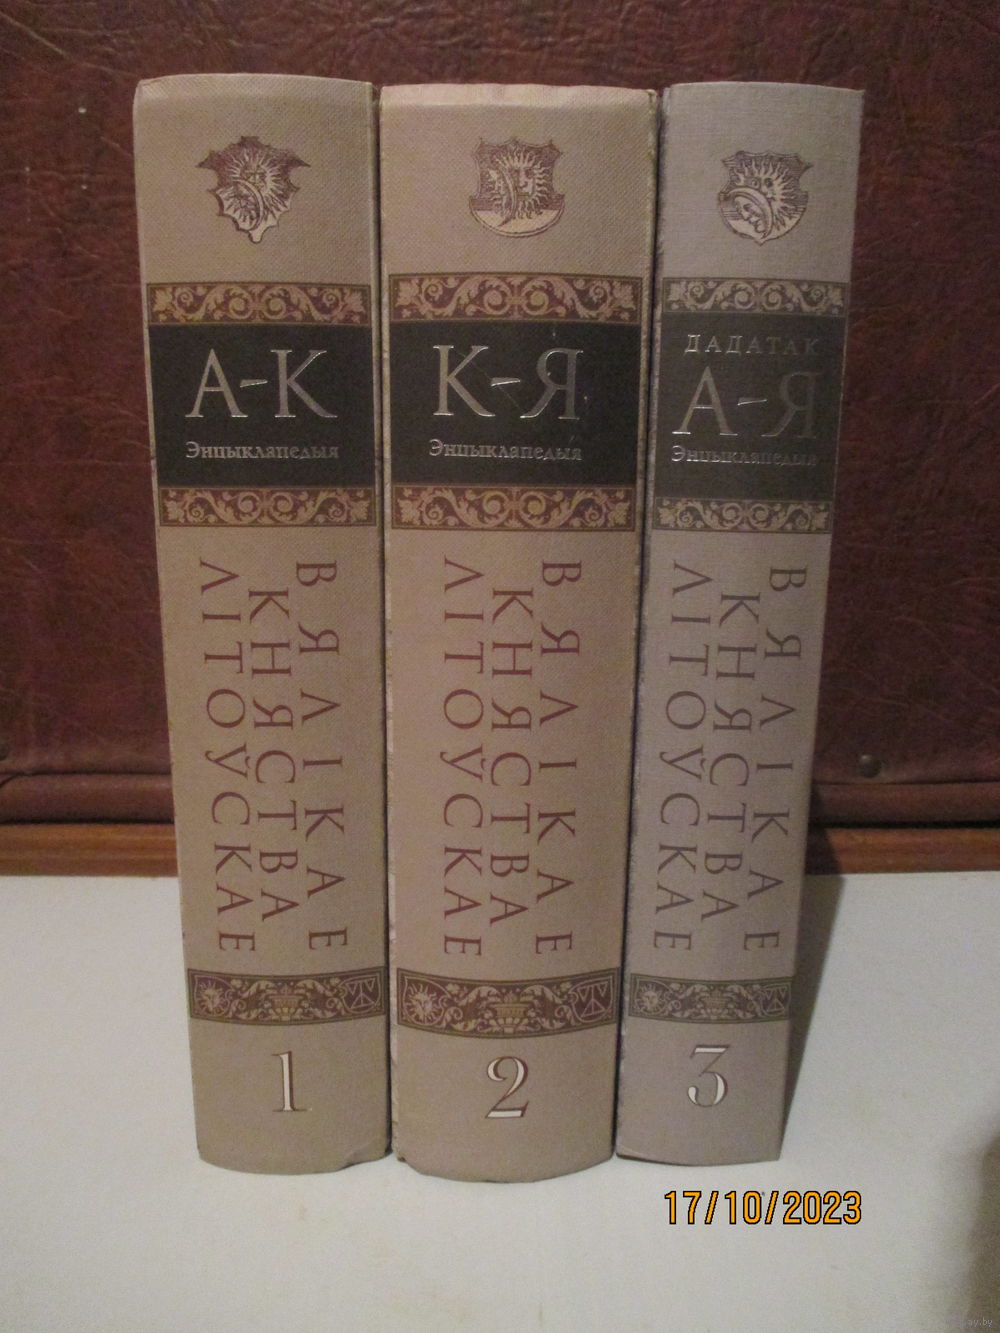 А–К
Энцыклапедыя
ВЯЛІКАЕ
КНЯСТВА
ЛІТОЎСКАЕ
1
К–Я
Энцыклапедыя
ВЯЛІКАЕ
КНЯСТВА
ЛІТОЎСКАЕ
2
ДАДАТАК
А–Я
Энцыклапедыя
ВЯЛІКАЕ
КНЯСТВА
ЛІТОЎСКАЕ
3
17/10/2023